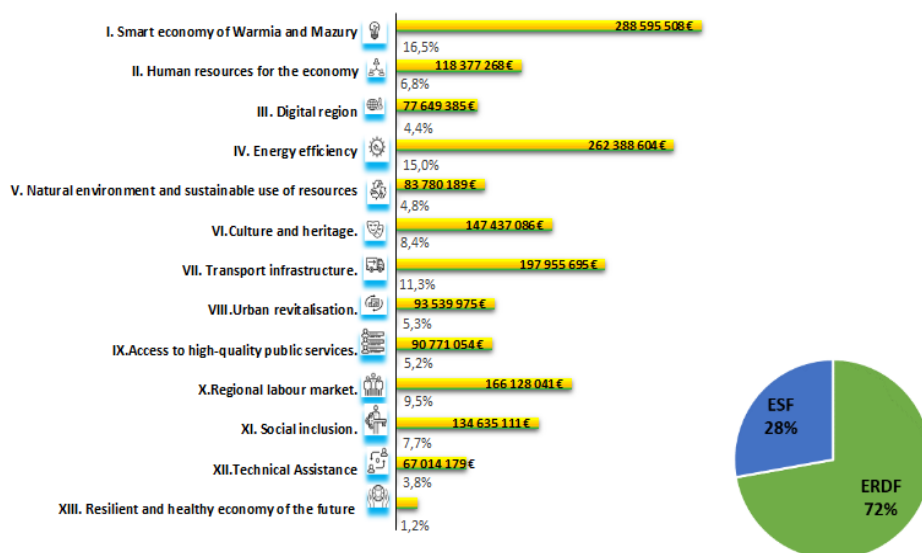 I. Smart economy of Warmia and Mazury
288 595 508 €
16,5%
II. Human resources for the economy
118 377 268 €
6,8%
III. Digital region
77 649 385 €
4,4%
IV. Energy efficiency
262 388 604 €
15,0%
V. Natural environment and sustainable use of resources
83 780 189 €
4,8%
VI.Culture and heritage.
147 437 086 €
8,4%
VII. Transport infrastructure.
197 955 695 €
11,3%
VIII.Urban revitalisation.
93 539 975 €
5,3%
IX.Access to high-quality public services.
90 771 054 €
5,2%
X.Regional labour market.
166 128 041 €
9,5%
XI. Social inclusion.
134 635 111 €
7,7%
XII.Technical Assistance
67 014 179 €
3,8%
XIII. Resilient and healthy economy of the future
1,2%
ESF
28%
ERDF
72%